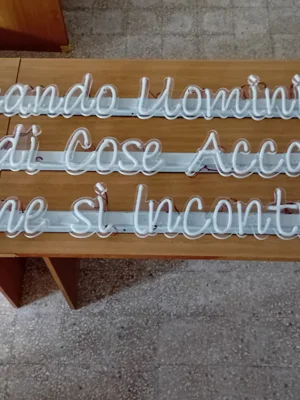 ando Uomini
di Cose Acco
ne si Incont